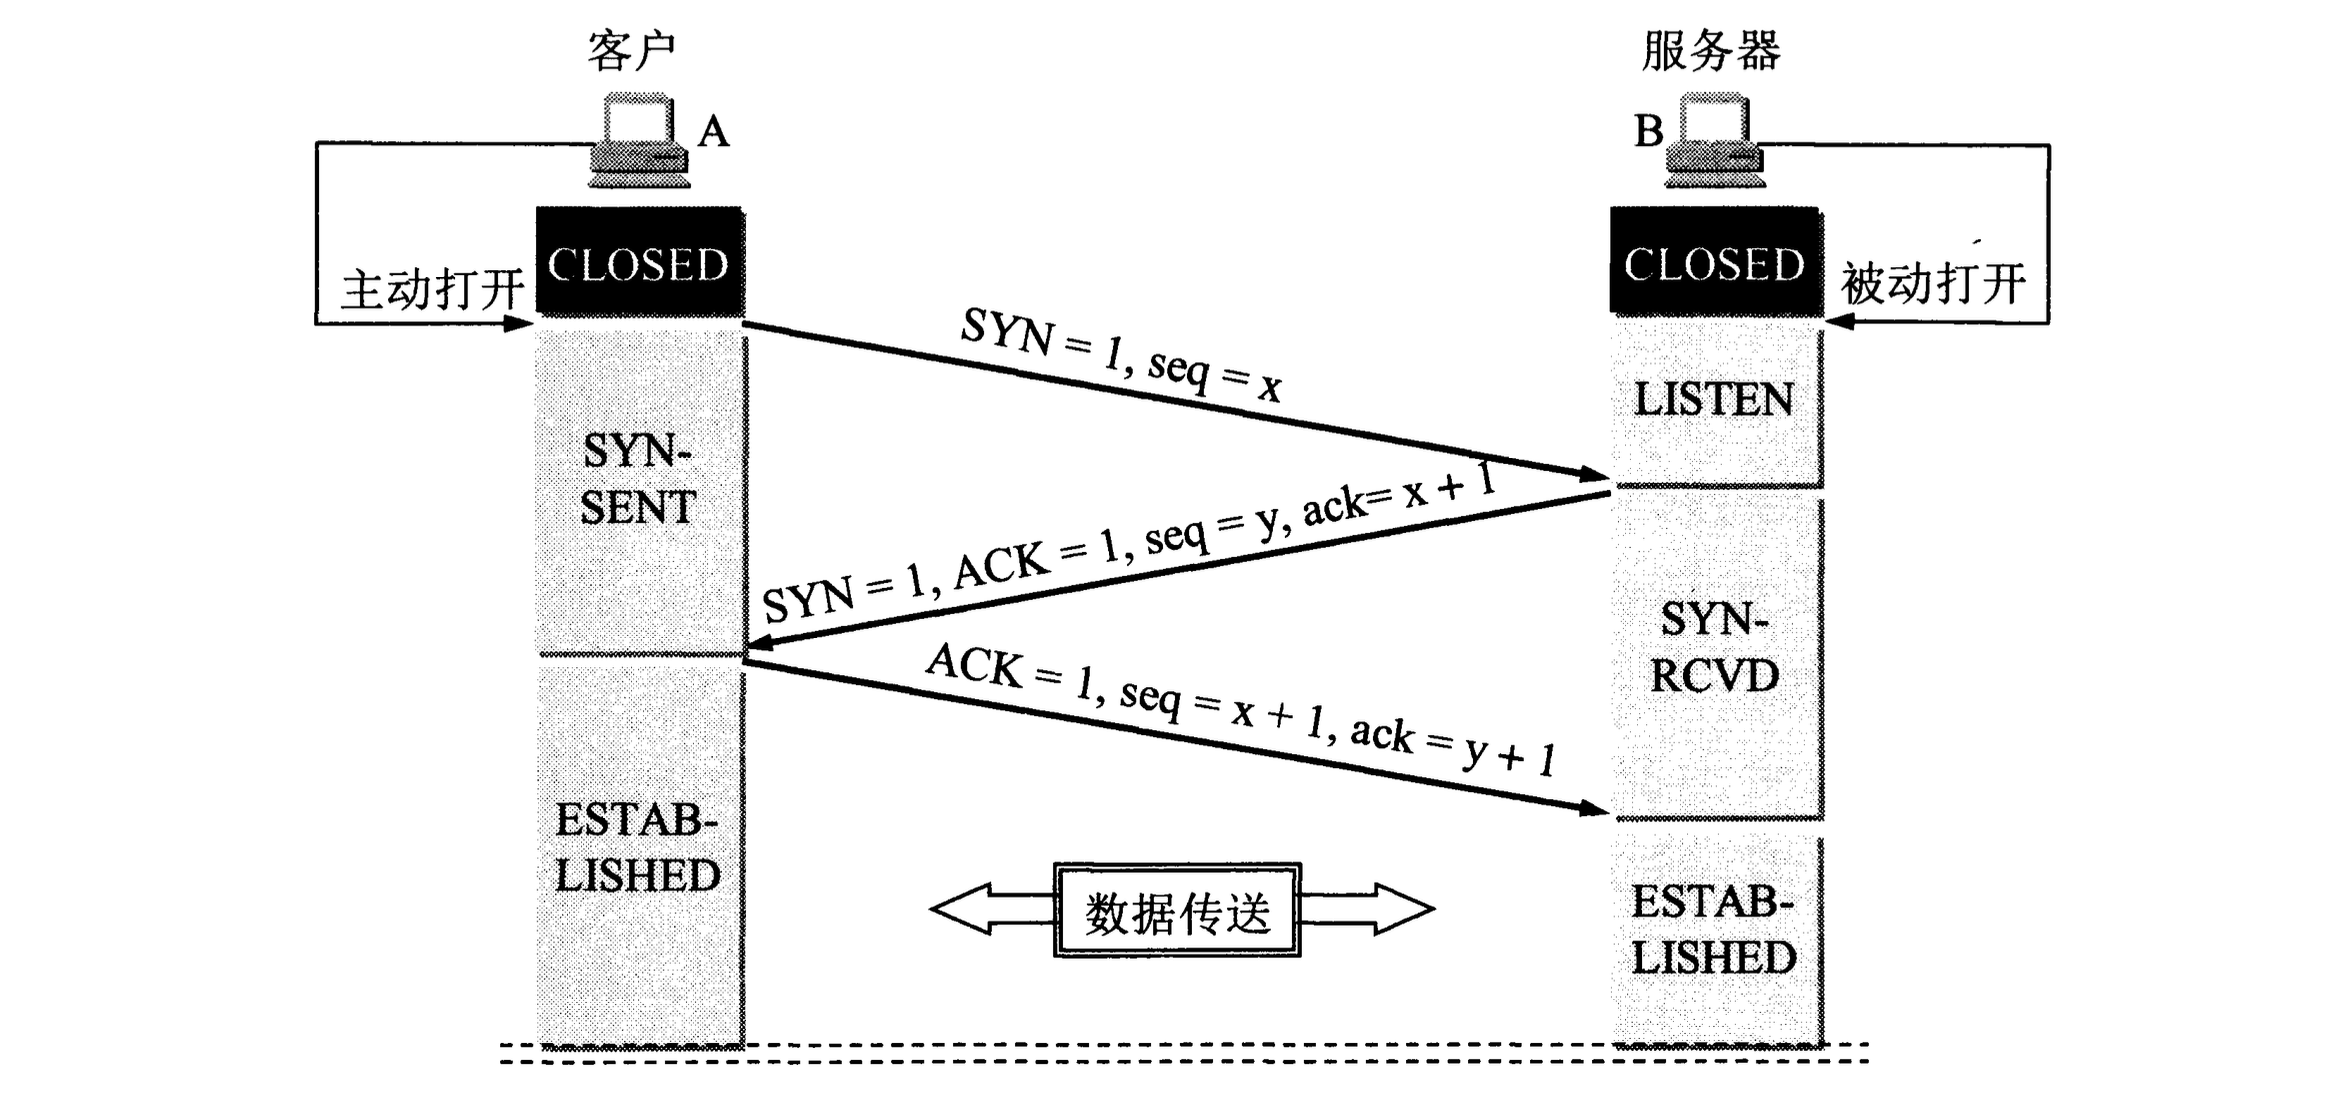 客户
服务器
A
B
CLOSED
CLOSED
主动打开
被动打开
SYN = 1, seq = x
LISTEN
SYN-
SENT
SYN = 1, ACK = 1, seq = y, ack= x + 1
SYN-
RCVD
ACK = 1, seq = x + 1, ack = y + 1
ESTAB-
LISHED
数据传送
ESTAB-
LISHED